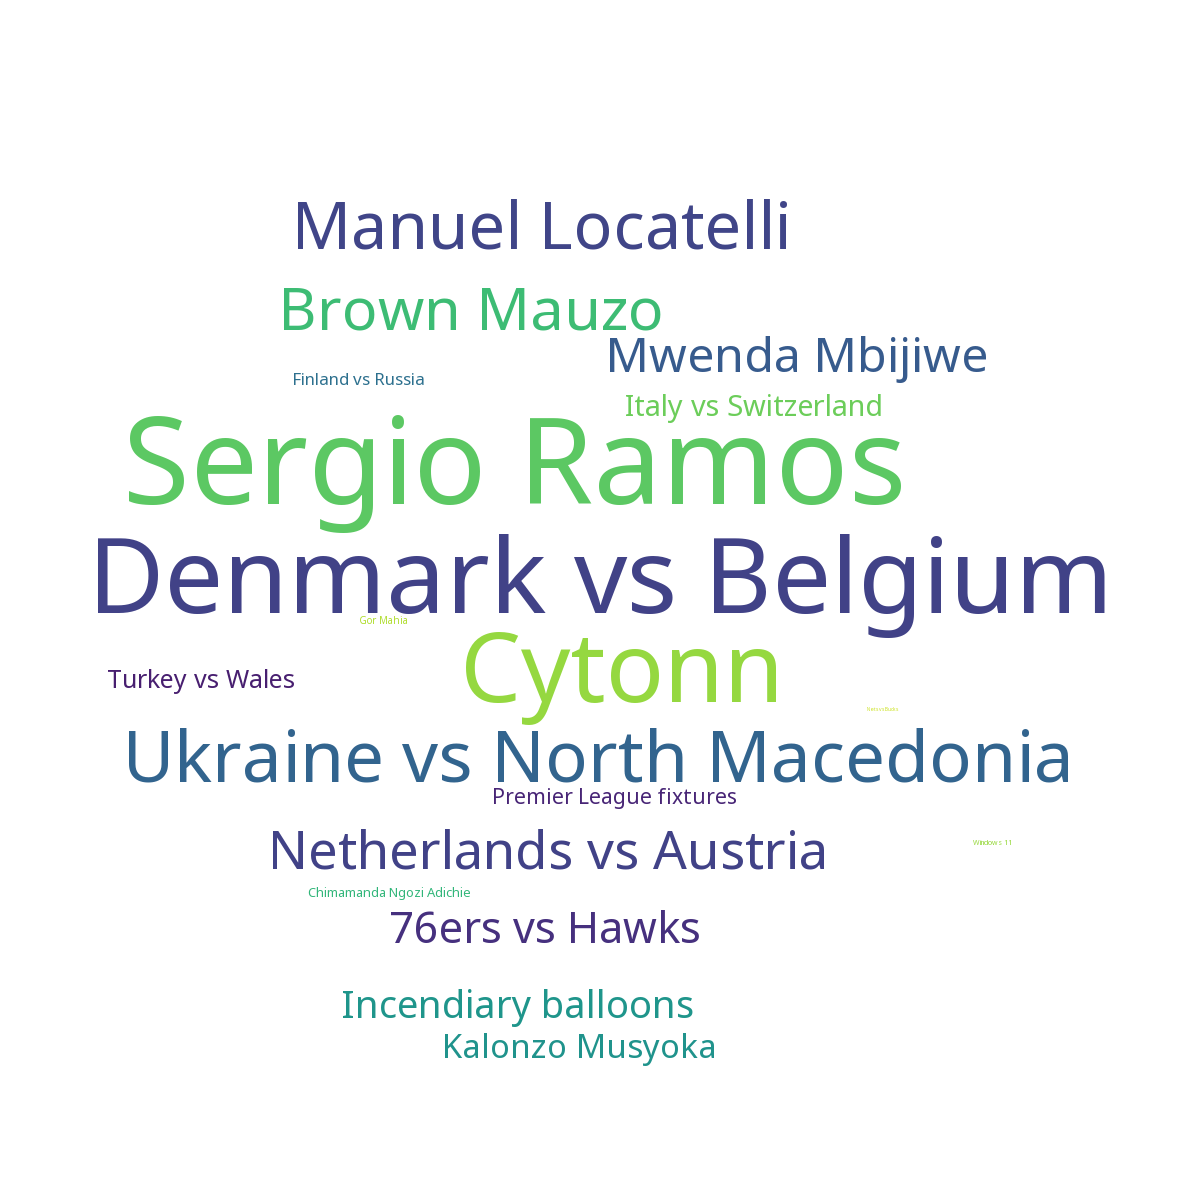 Manuel Locatelli
Brown Mauzo
Mwenda Mbijiwe
Finland vs Russia
Italy vs Switzerland
Sergio Ramos
Denmark vs Belgium
Gor Mahia
Cytonn
Turkey vs Wales
Ukraine vs North Macedonia
Premier League fixtures
Netherlands vs Austria
Windows 11
Chimamanda Ngozi Adichie
76ers vs Hawks
Incendiary balloons
Kalonzo Musyoka